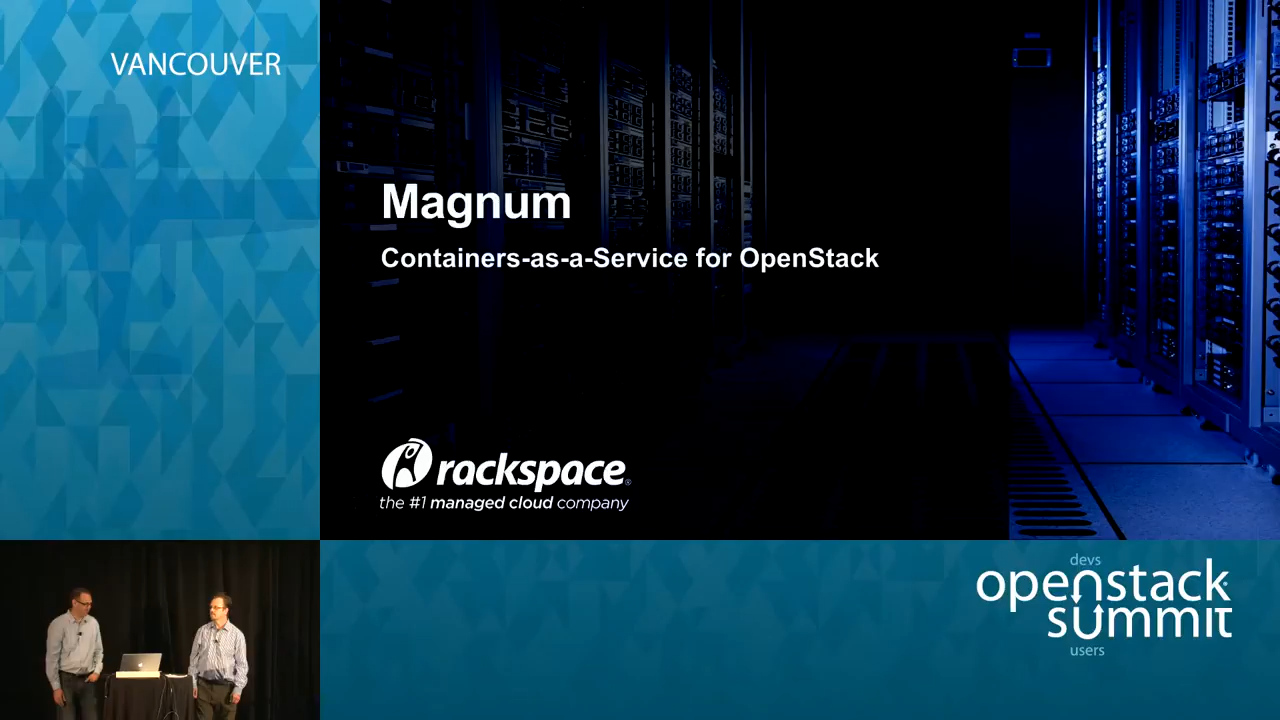 VANCOUVER
Magnum
Containers-as-a-Service for OpenStack
rackspace®
the #1 managed cloud company
devs
openstack
summit
users